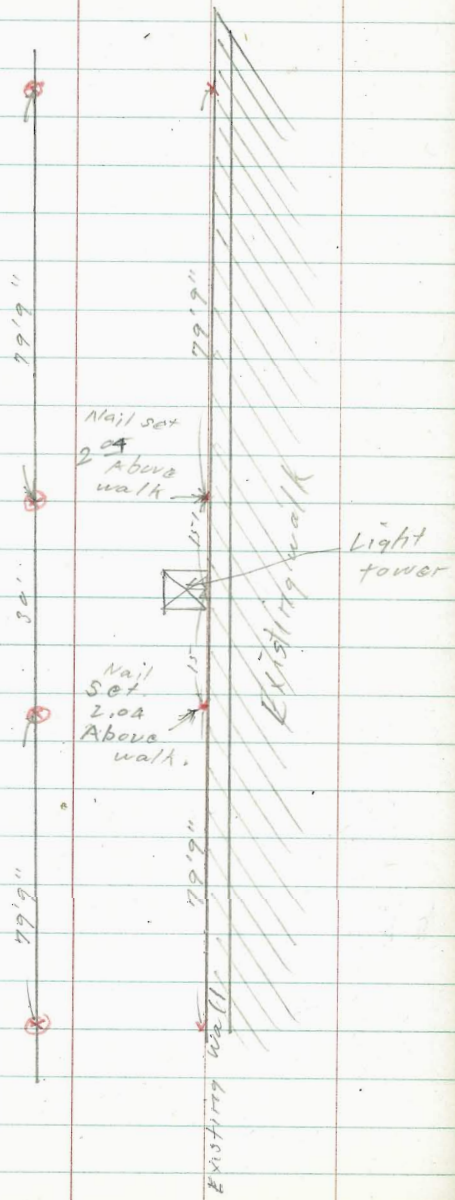 79'9"
79'9"
Nail set
2 04
Above
walk
15'
Light
tower
Existing walk
30'
15
Nail
set
2.04
Above
walk.
79'9"
79'9"
Existing wall